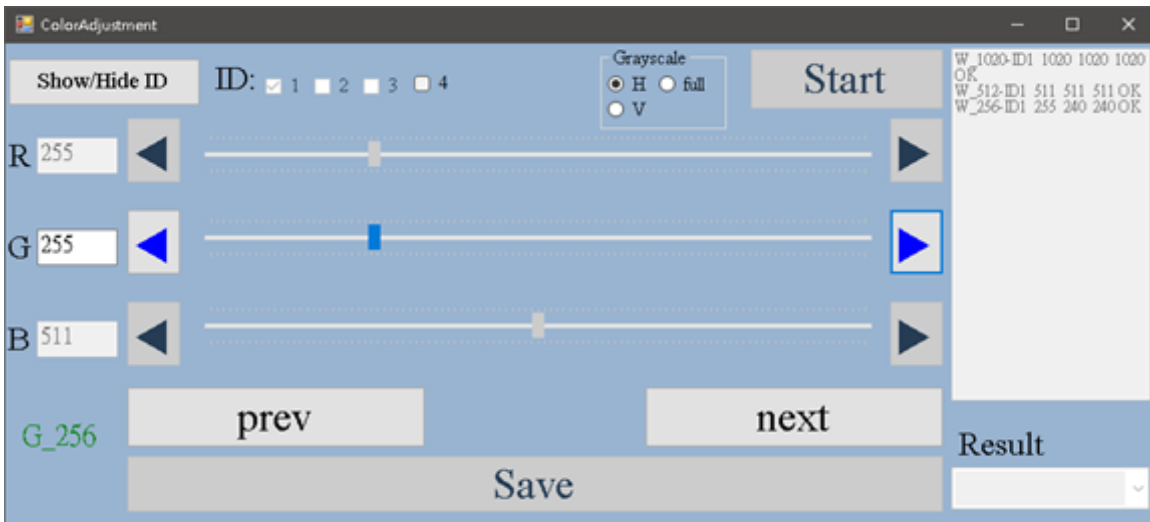 ColorAdjustment
Show/Hide ID
ID: 1 2 3 4
Grayscale
H full
V
Start
W_1020-ID1 1020 1020 1020
OK
W_512-ID1 511 511 511 OK
W_256-ID1 255 240 240 OK
R 255
G 255
B 511
G_256
prev
next
Save
Result